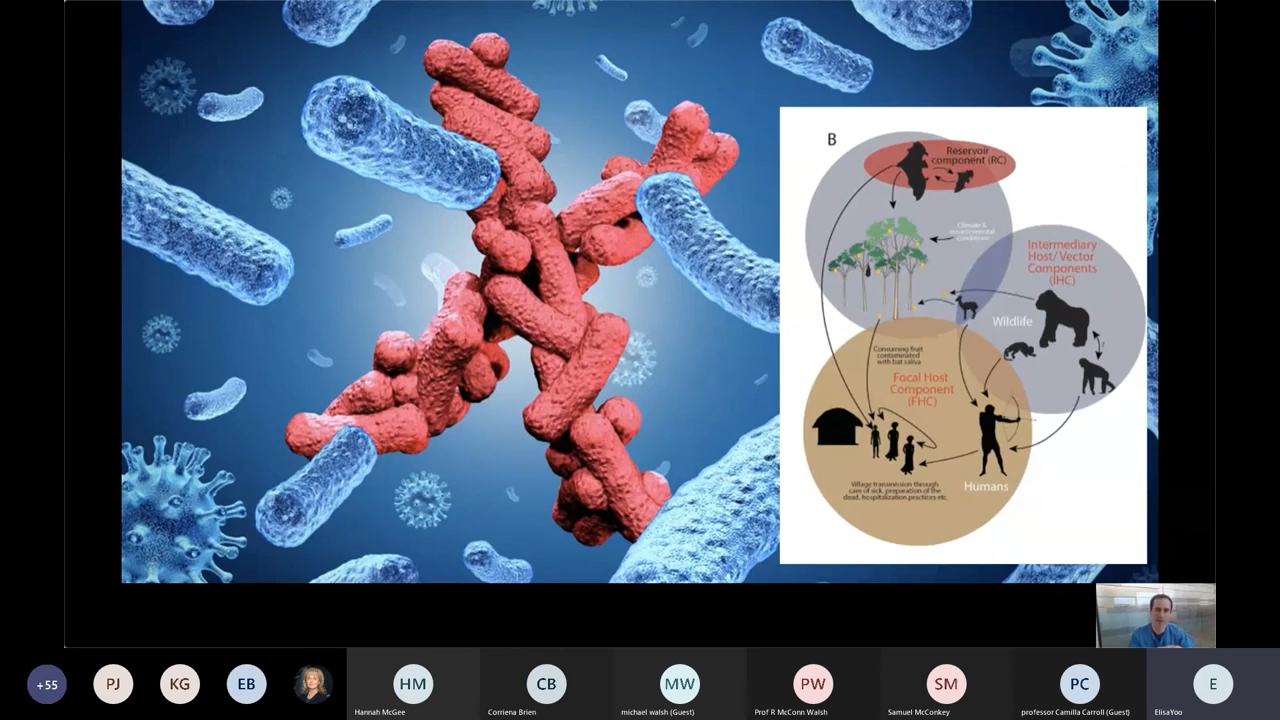 B
Reservoir
component (RC)
Climate &
environmental
conditions
Intermediary
Host/ Vector
Components
(IHC)
Wildlife
Consuming fruit
contaminated
with bat saliva
Focal Host
Component
(FHC)
Humans
Village transmission through
care of sick, preparation of the
dead, hospitalization practices etc.
+55
PJ
KG
EB
HM
CB
MW
PW
SM
PC
E
Hannah McGee
Corriena Brien
michael walsh (Guest)
Prof R McConn Walsh
Samuel McConkey
professor Camilla Carroll (Guest)
ElisaYoo